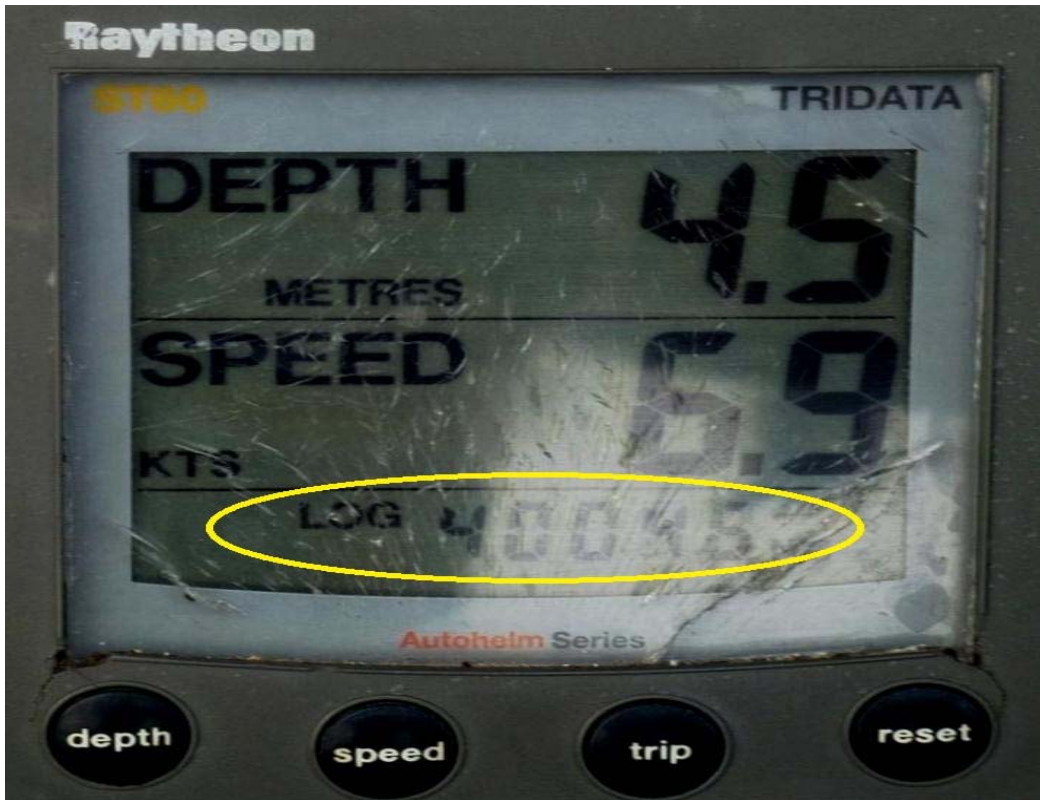 Raytheon
ST60 TRIDATA
DEPTH 4.5
METRES
SPEED 6.9
KTS
LOG
Autohelm Series
depth speed trip reset